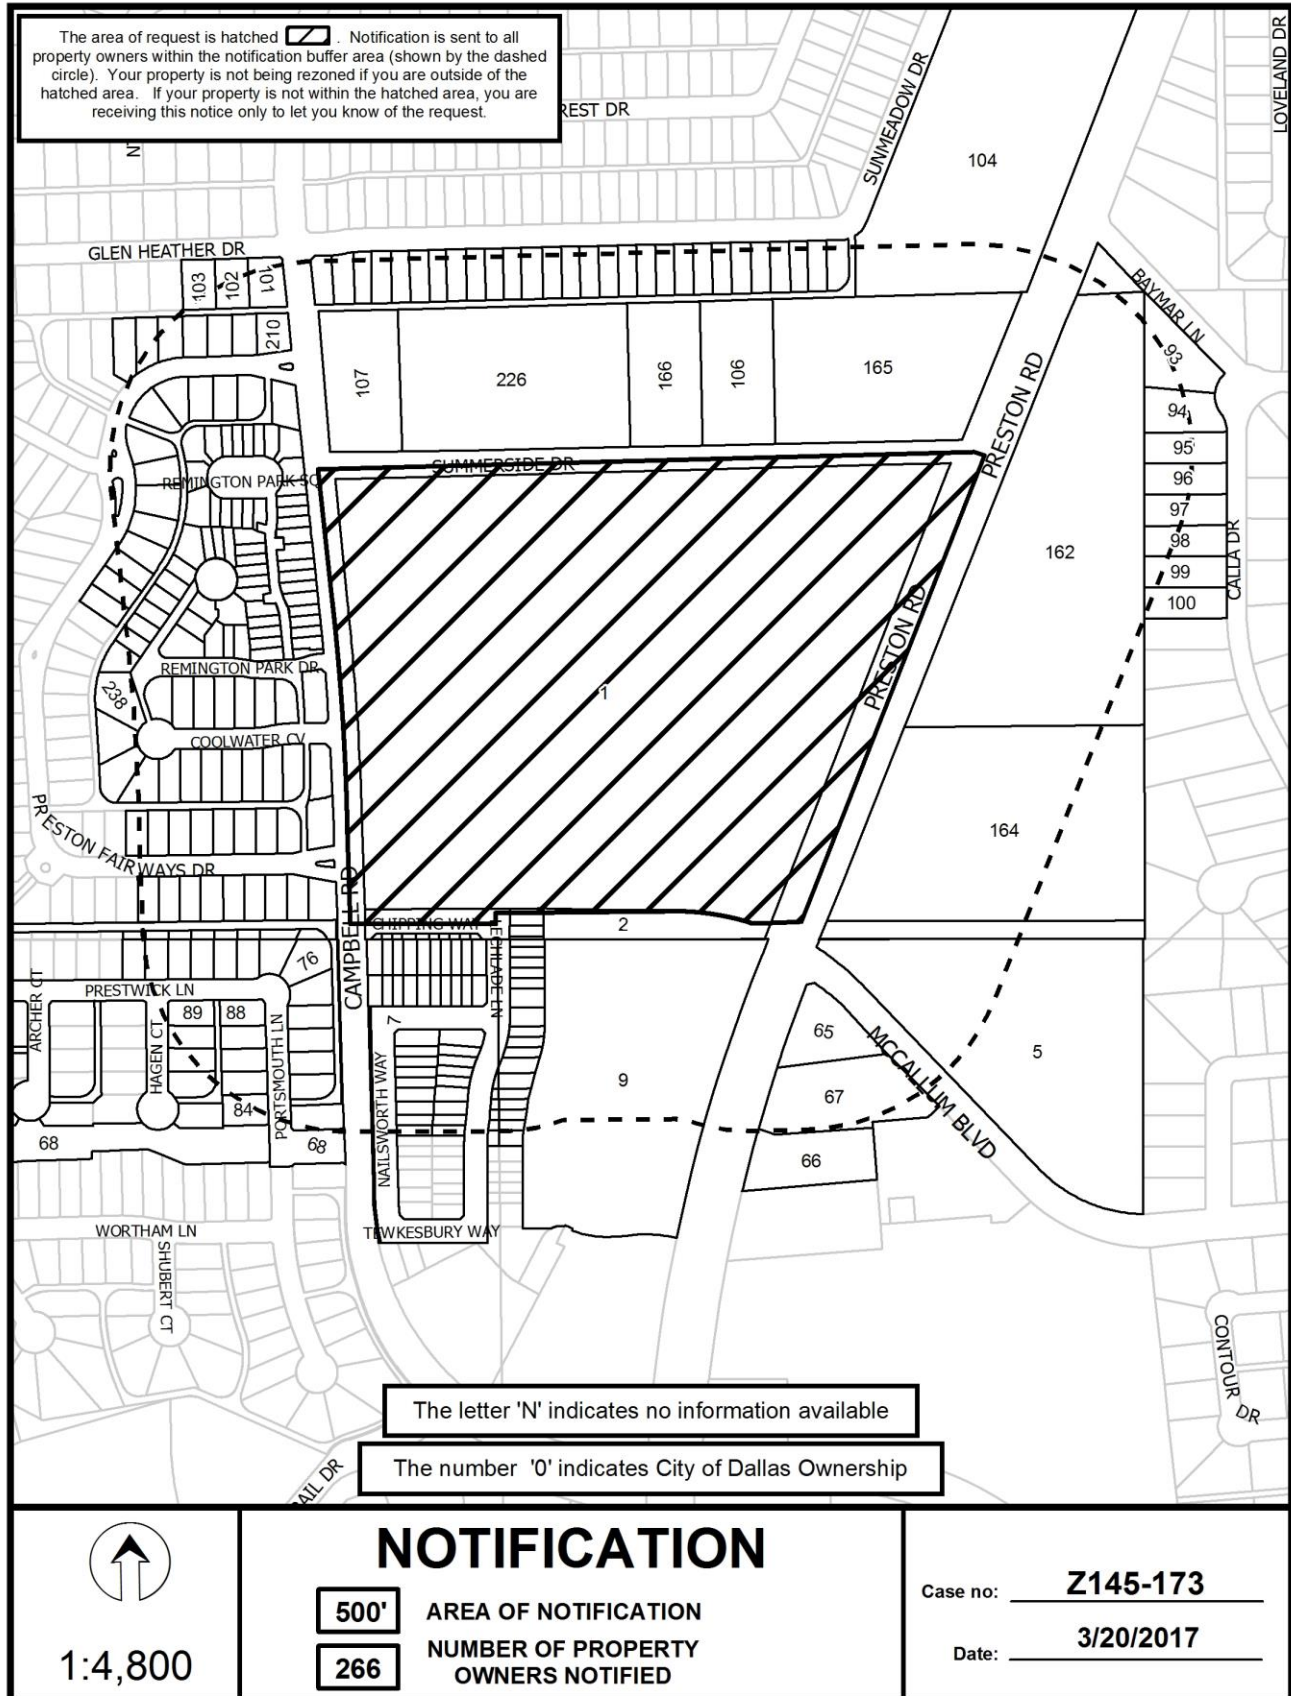 The area of request is hatched . Notification is sent to all
property owners within the notification buffer area (shown by the dashed
circle). Your property is not being rezoned if you are outside of the
hatched area. If your property is not within the hatched area, you are
receiving this notice only to let you know of the request.
N
REST DR
SUNMEADOW DR
LOVELAND DR
104
GLEN HEATHER DR
103
102
101
210
BAYMAR LN
93
107
226
166
106
165
PRESTON RD
94
95
96
97
98
99
100
CALLA DR
SUMMERSIDE DR
REMINGTON PARK SQ
162
PRESTON RD
REMINGTON PARK DR
238
1
COOLWATER CV
PRESTON FAIRWAYS DR
164
CAMPBELL RD
CHIPPING WAY
LECHLADE LN
2
76
PRESTWICK LN
ARCHER CT
89
88
HAGEN CT
PORTSMOUTH LN
7
NAILSWORTH WAY
9
65
MCCALLUM BLVD
5
67
84
68
68
66
WORTHAM LN
SHUBERT CT
TEWKESBURY WAY
CONTOUR DR
The letter 'N' indicates no information available
The number '0' indicates City of Dallas Ownership
AIL DR
1:4,800
NOTIFICATION
500' AREA OF NOTIFICATION
266 NUMBER OF PROPERTY
OWNERS NOTIFIED
Case no: Z145-173
Date: 3/20/2017